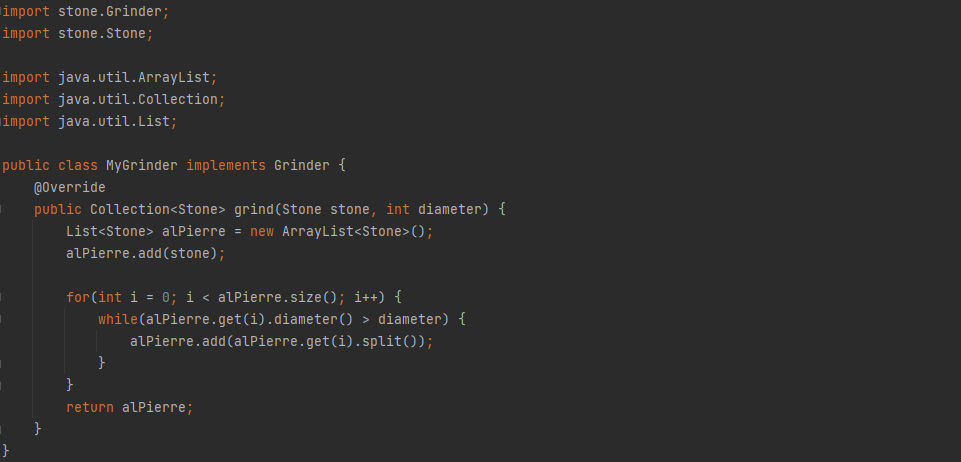 import stone.Grinder;
import stone.Stone;
import java.util.ArrayList;
import java.util.Collection;
import java.util.List;
public class MyGrinder implements Grinder {
@Override
public Collection<Stone> grind(Stone stone, int diameter) {
List<Stone> alPierre = new ArrayList<Stone>();
alPierre.add(stone);
for(int i = 0; i < alPierre.size(); i++) {
while(alPierre.get(i).diameter() > diameter) {
alPierre.add(alPierre.get(i).split());
}
}
return alPierre;
}
}